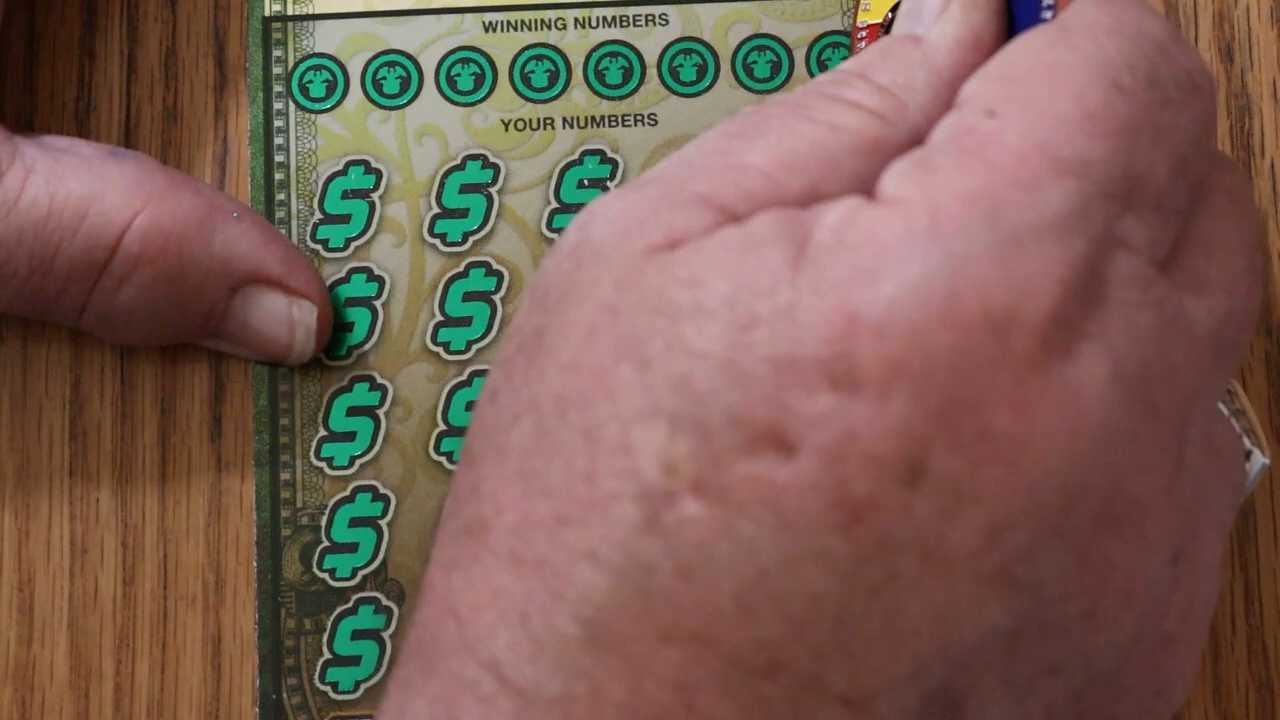 WINNING NUMBERS
YOUR NUMBERS
$ $ $
$ $
$ $
$
$